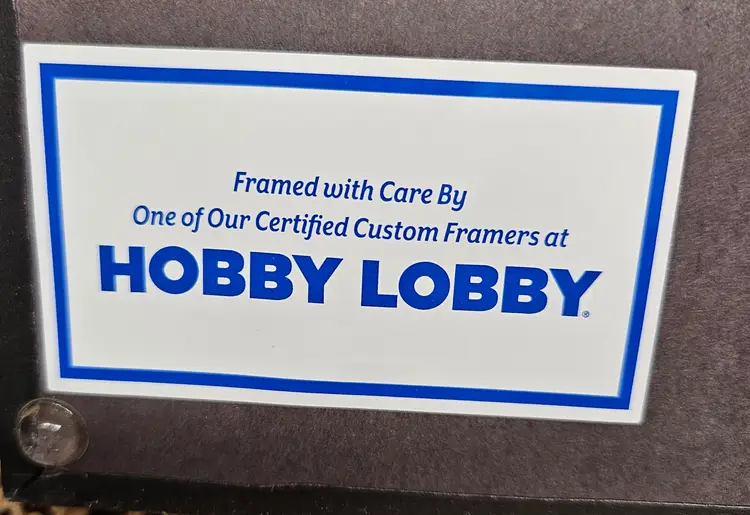 Framed with Care By
One of Our Certified Custom Framers at
HOBBY LOBBY®